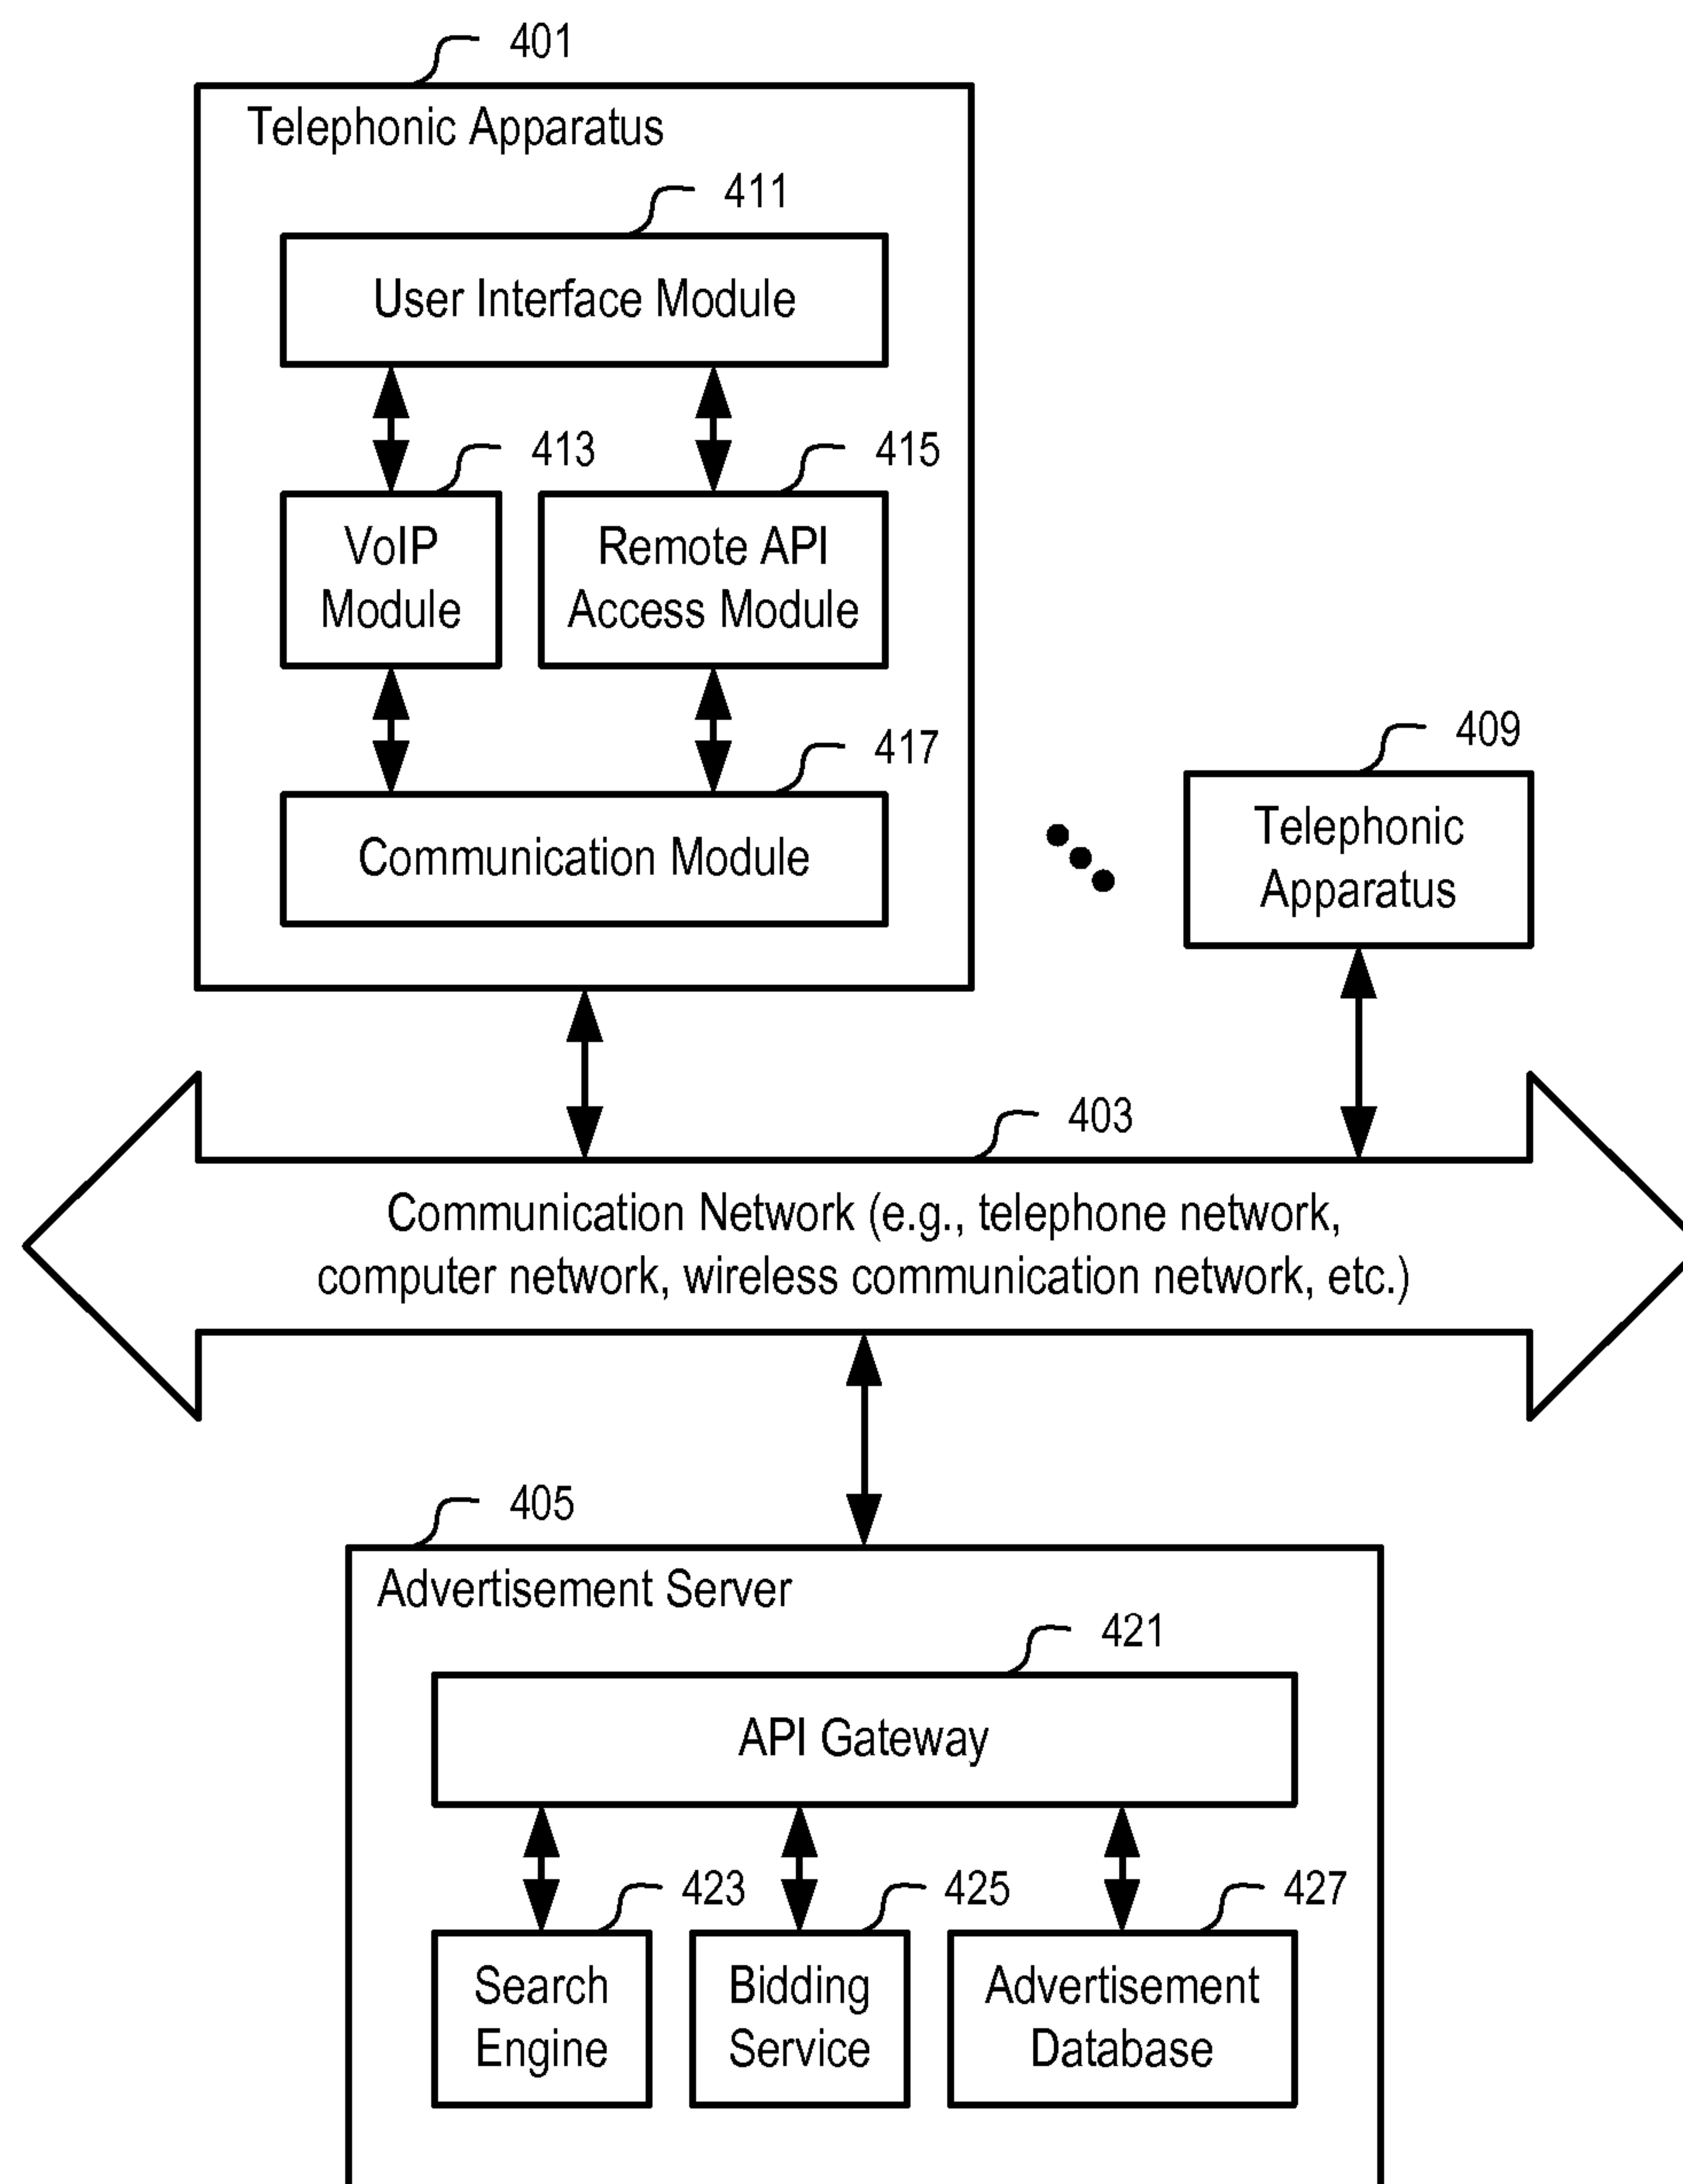 401
Telephonic Apparatus
411
User Interface Module
413
415
VoIP
Module
Remote API
Access Module
417
Communication Module
409
Telephonic
Apparatus
403
Communication Network (e.g., telephone network,
computer network, wireless communication network, etc.)
405
Advertisement Server
421
API Gateway
423
425
427
Search
Engine
Bidding
Service
Advertisement
Database